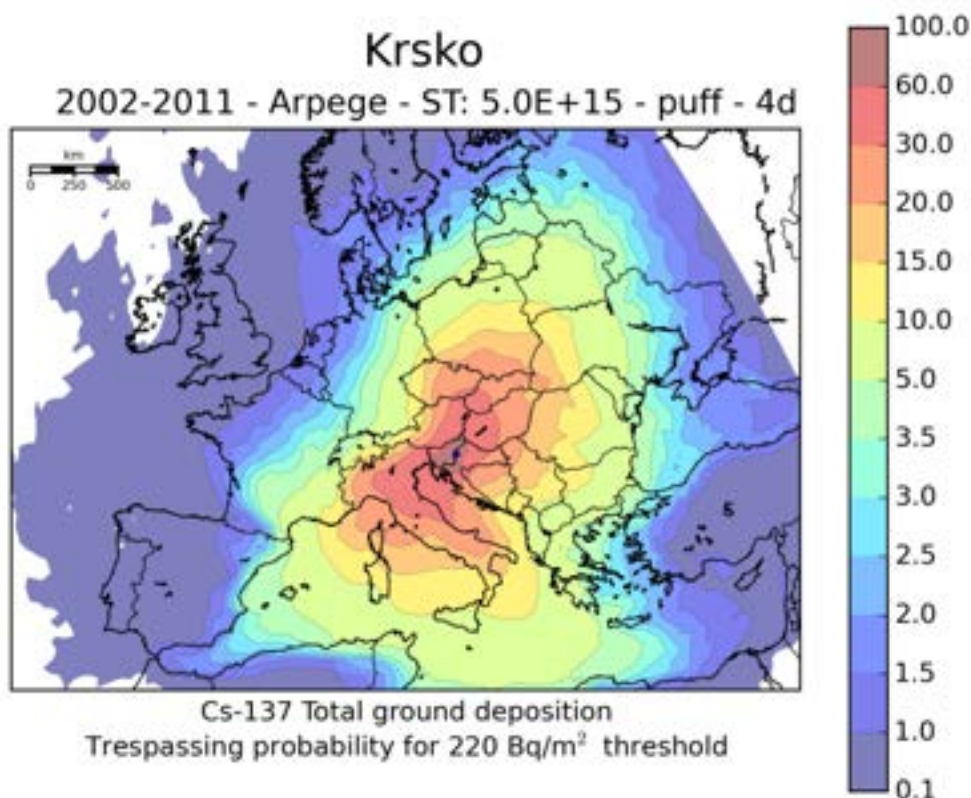 Krsko
2002-2011 - Arpege - ST: 5.0E+15 - puff - 4d
km
0 250 500
100.0
60.0
30.0
20.0
15.0
10.0
5.0
3.5
3.0
2.5
2.0
1.5
1.0
0.1
Cs-137 Total ground deposition
Trespassing probability for 220 Bq/m² threshold